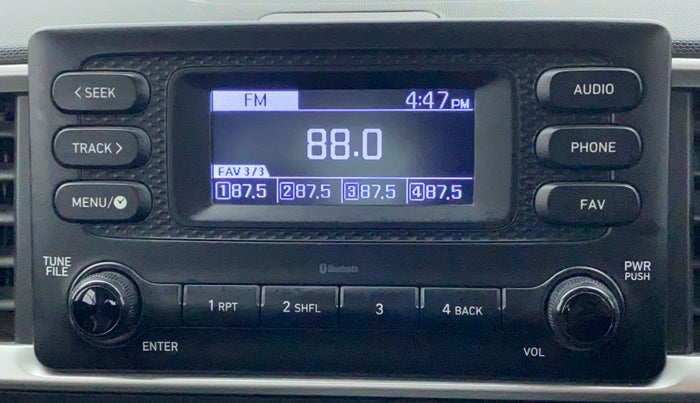 < SEEK
FM 4:47 PM
AUDIO
88.0
TRACK >
PHONE
FAV 3/3
MENU/
1 87.5 2 87.5 3 87.5 4 87.5
FAV
TUNE
FILE
Bluetooth
PWR
PUSH
1 RPT
2 SHFL
3
4 BACK
ENTER
VOL